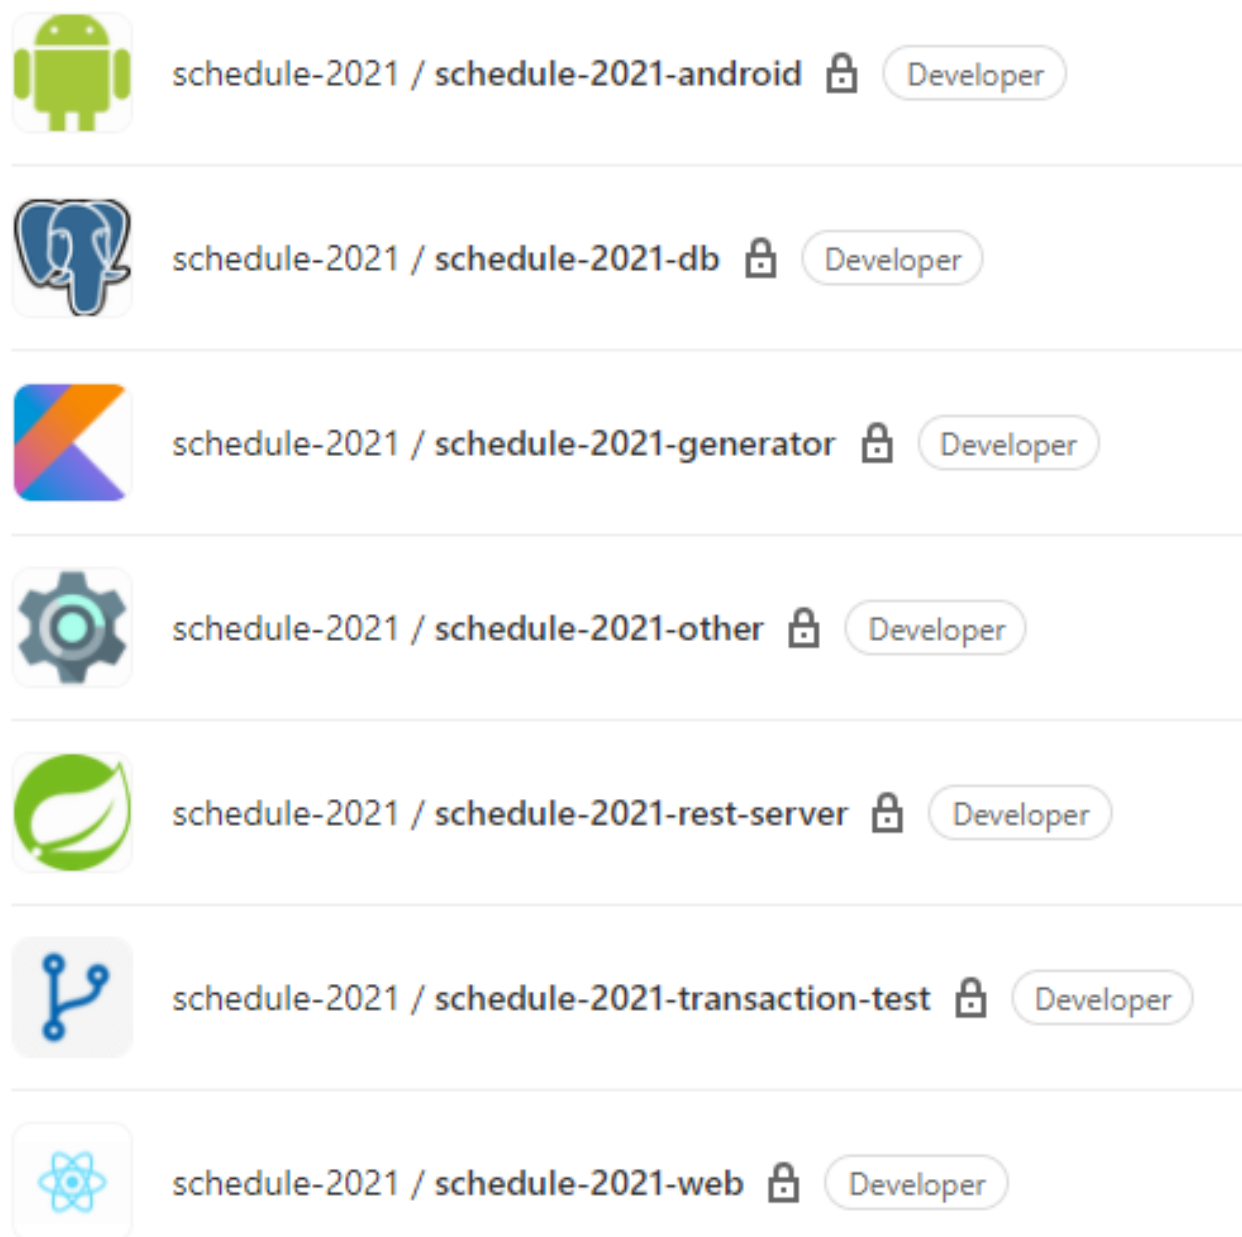 schedule-2021 / schedule-2021-android Developer
schedule-2021 / schedule-2021-db Developer
schedule-2021 / schedule-2021-generator Developer
schedule-2021 / schedule-2021-other Developer
schedule-2021 / schedule-2021-rest-server Developer
schedule-2021 / schedule-2021-transaction-test Developer
schedule-2021 / schedule-2021-web Developer